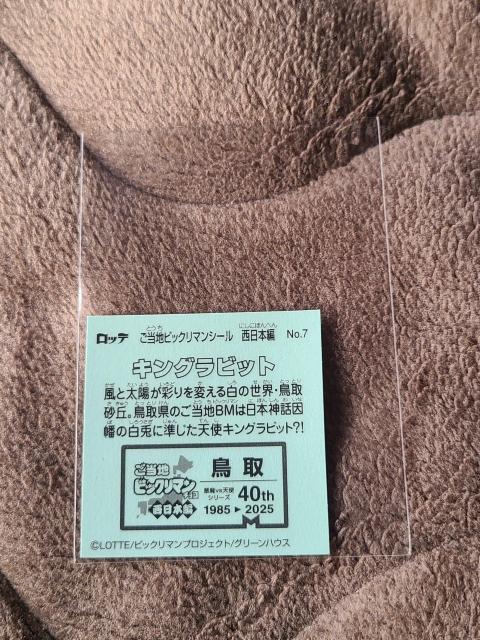 ロッテ ご当地ビックリマンシール 西日本編 No.7
キングラビット
風と太陽が彩りを変える白の世界・鳥取
砂丘。鳥取県のご当地BMは日本神話因
幡の白兎に準じた天使キングラビット?!
ご当地
ビックリマン
チョコ
西日本編
鳥取
悪魔VS天使
シリーズ
40th
1985▶2025
©LOTTE/ビックリマンプロジェクト/グリーンハウス